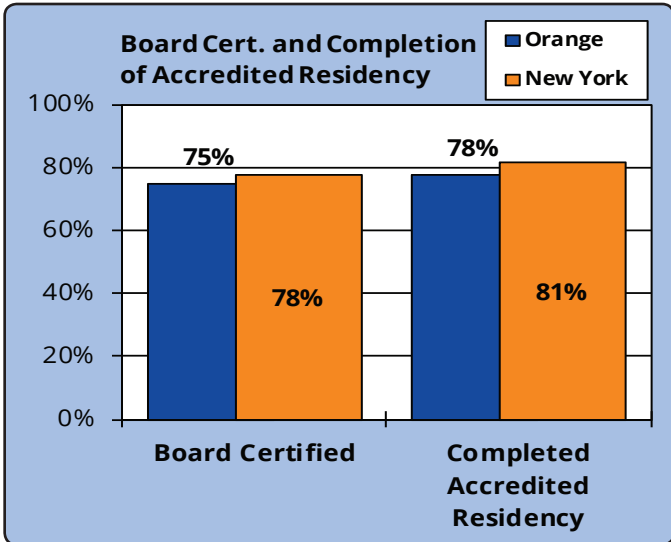 Board Cert. and Completion
of Accredited Residency
Orange
New York
100%
80%
60%
40%
20%
0%
75%
78%
78%
81%
Board Certified
Completed
Accredited
Residency